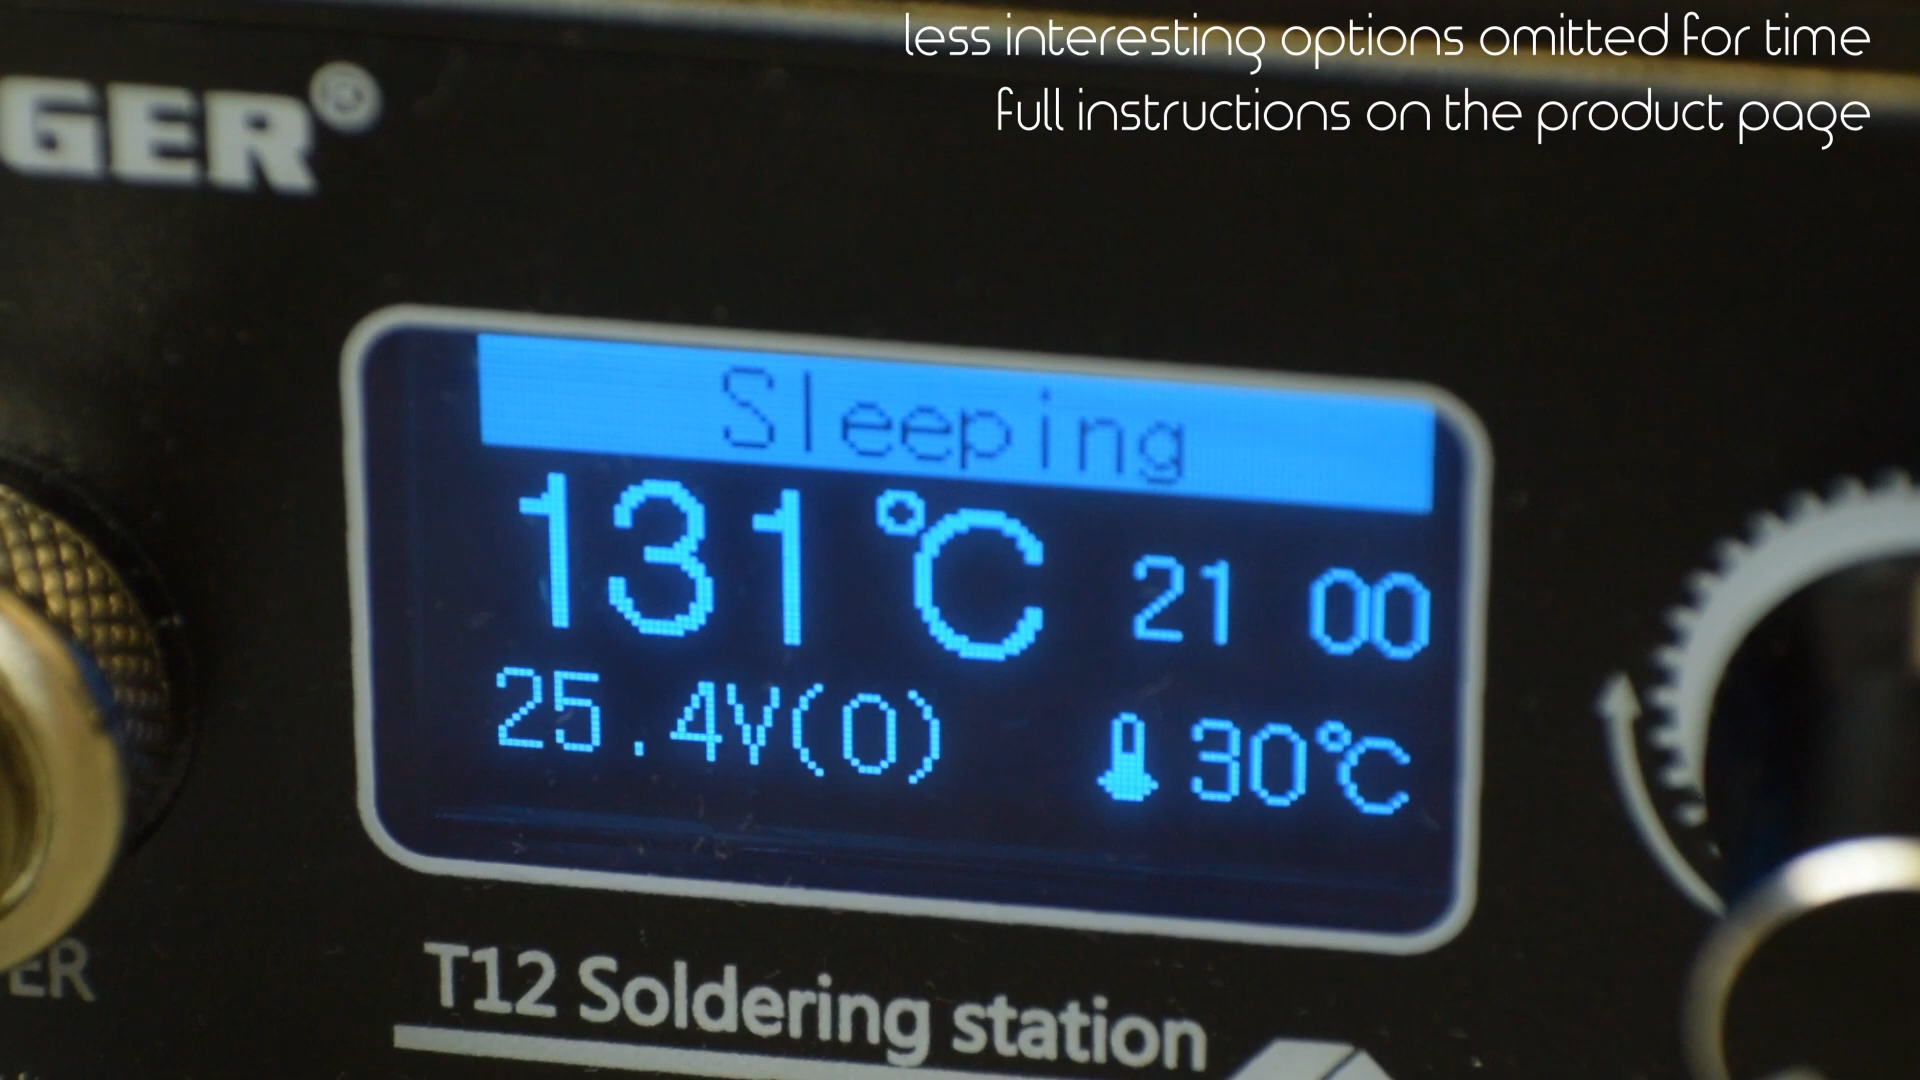 less interesting options omitted for time
full instructions on the product page
GER®
Sleeping
131℃ 21 00
25.4V(0) 30℃
ER
T12 Soldering station